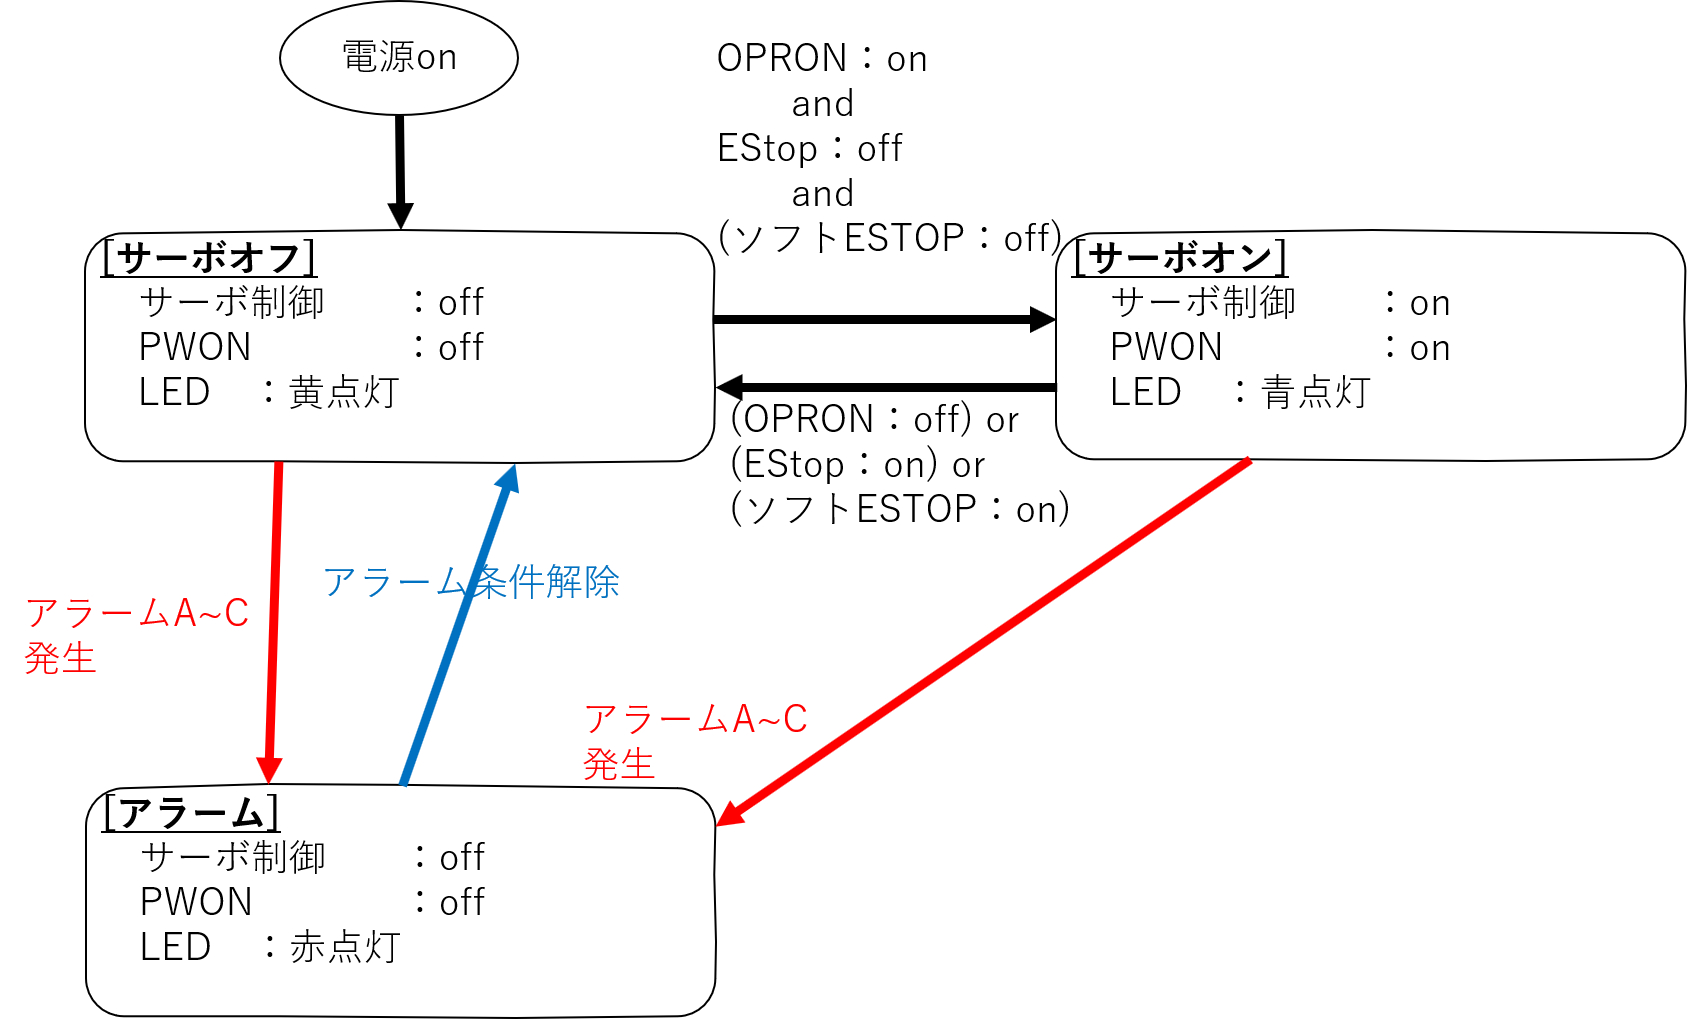 電源on
OPRON：on
and
EStop：off
and
(ソフトESTOP：off)
[サーボオフ]
サーボ制御　　：off
PWON　　　　：off
LED　：黄点灯
[サーボオン]
サーボ制御　　：on
PWON　　　　：on
LED　：青点灯
(OPRON：off) or
(EStop：on) or
(ソフトESTOP：on)
アラーム条件解除
アラームA~C
発生
アラームA~C
発生
[アラーム]
サーボ制御　　：off
PWON　　　　：off
LED　：赤点灯